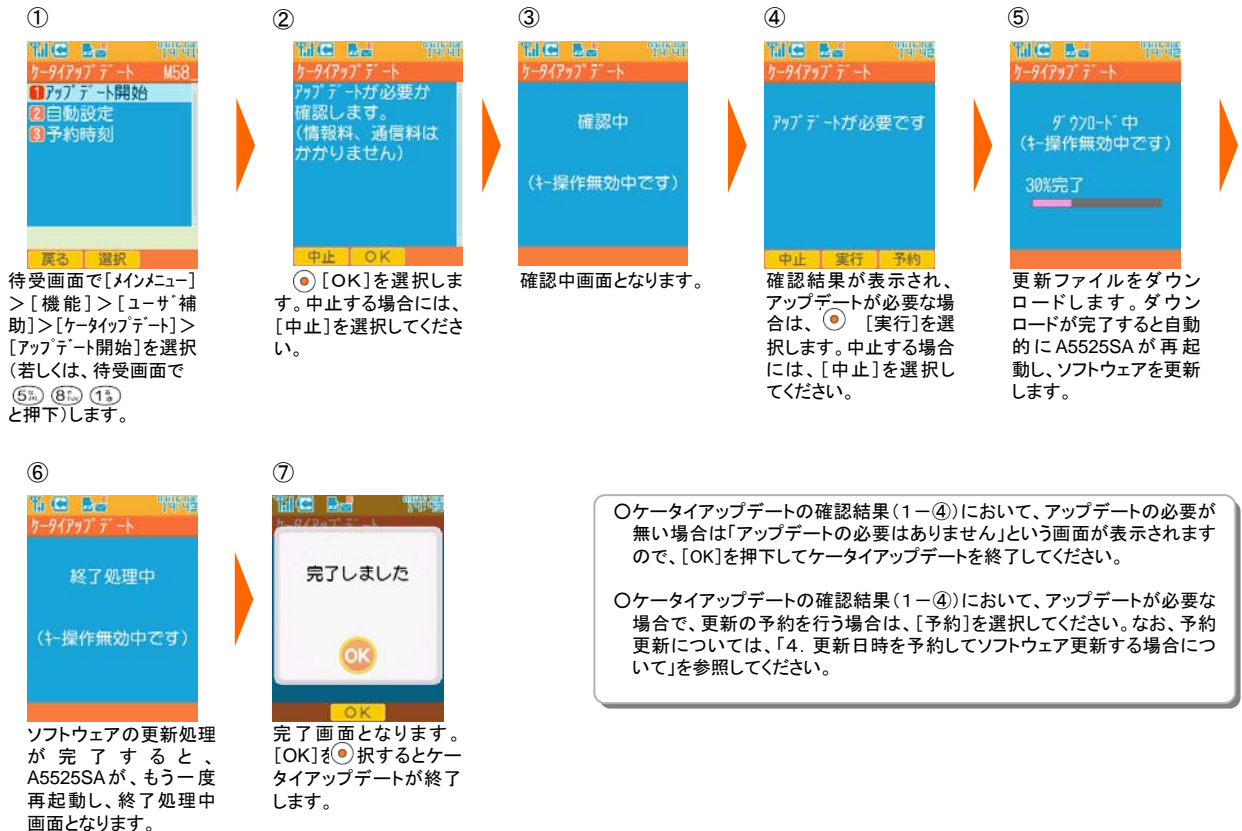 ①
ケータイアップデート M58
1アップデート開始
2自動設定
3予約時刻
戻る 選択
待受画面で[メインメニュー]
>[機能]>[ユーザ補
助]>[ケータイップデート]>
[アップデート開始]を選択
(若しくは、待受画面で
5 8 1
と押下)します。
②
ケータイアップデート
アップデートが必要か
確認します。
(情報料、通信料は
かかりません)
中止 OK
[OK]を選択しま
す。中止する場合には、
[中止]を選択してくださ
い。
③
ケータイアップデート
確認中
(キー操作無効中です)
確認中画面となります。
④
ケータイアップデート
アップデートが必要です
中止 実行 予約
確認結果が表示され、
アップデートが必要な場
合は、 [実行]を選
択します。中止する場合
には、[中止]を選択し
てください。
⑤
ケータイアップデート
ダウンロード中
(キー操作無効中です)
30%完了
更新ファイルをダウン
ロードします。ダウン
ロードが完了すると自動
的にA5525SAが再起
動し、ソフトウェアを更新
します。
⑥
ケータイアップデート
終了処理中
(キー操作無効中です)
ソフトウェアの更新処理
が完了すると、
A5525SAが、もう一度
再起動し、終了処理中
画面となります。
⑦
ケータイアップデート
完了しました
OK
OK
完了画面となります。
[OK]を 択するとケー
タイアップデートが終了
します。
○ケータイアップデートの確認結果(1-④)において、アップデートの必要が
無い場合は「アップデートの必要はありません」という画面が表示されます
ので、[OK]を押下してケータイアップデートを終了してください。
○ケータイアップデートの確認結果(1-④)において、アップデートが必要な
場合で、更新の予約を行う場合は、[予約]を選択してください。なお、予約
更新については、「4. 更新日時を予約してソフトウェア更新する場合につ
いて」を参照してください。